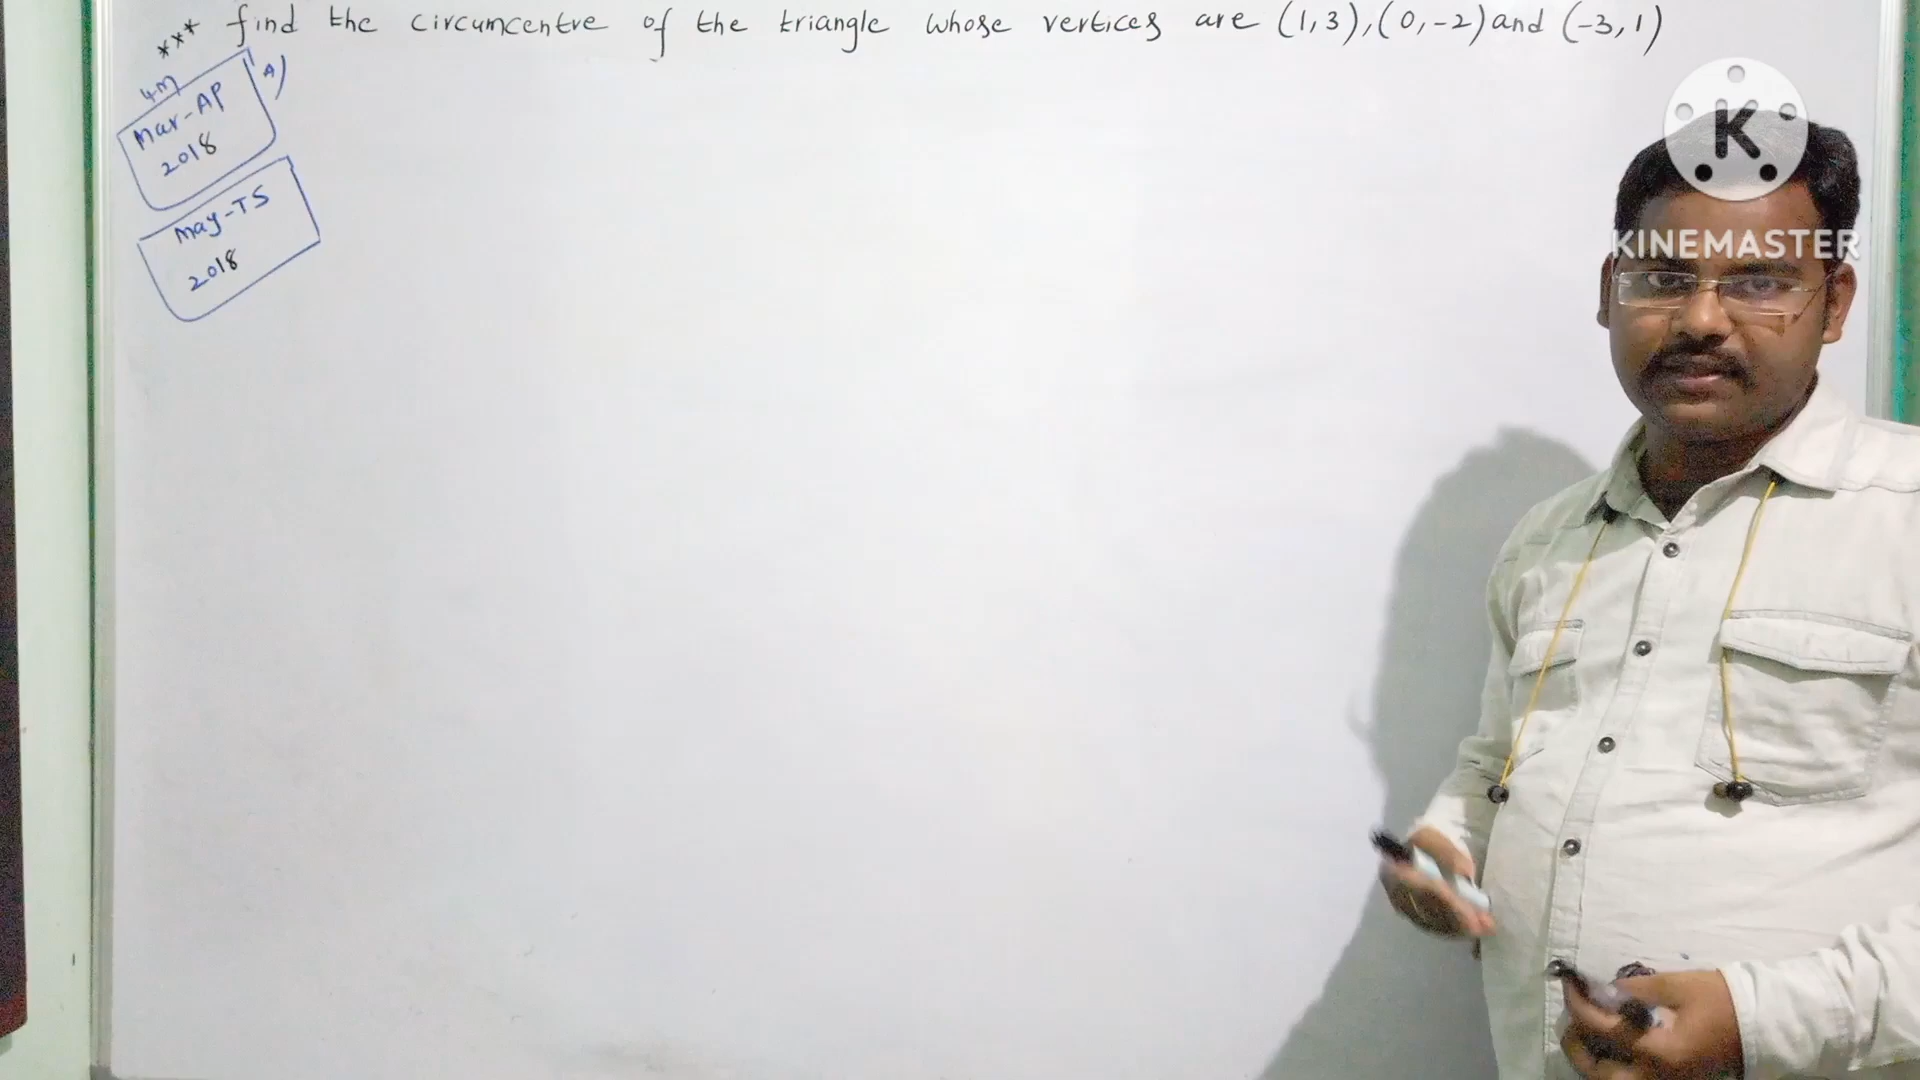 *** find the circumcentre of the triangle whose vertices are (1,3),(0,-2) and (-3,1)
4m
A)
Mar-AP
2018
May-TS
2018
K
KINEMASTER